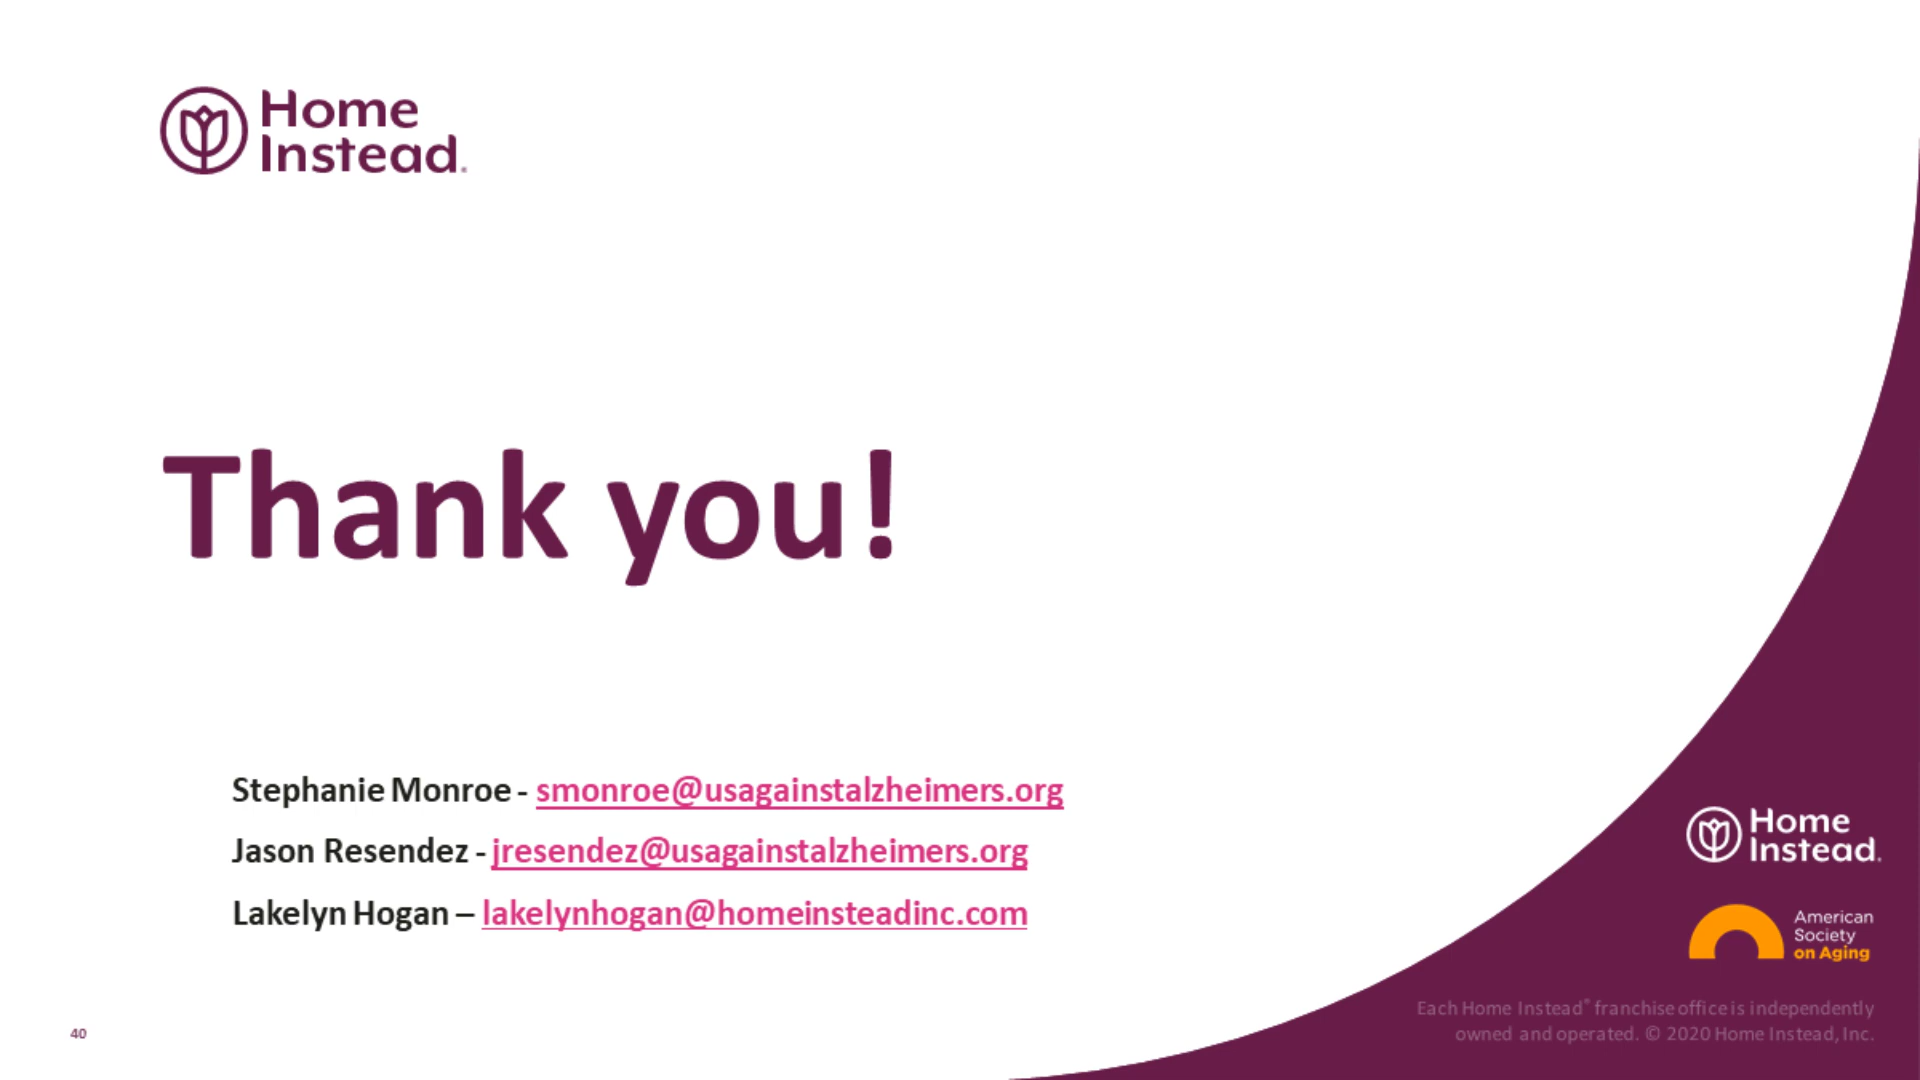 Home
Instead.
Thank you!
Stephanie Monroe - smonroe@usagainstalzheimers.org
Jason Resendez - jresendez@usagainstalzheimers.org
Lakelyn Hogan – lakelynhogan@homeinsteadinc.com
Home
Instead.
American
Society
on Aging
Each Home Instead® franchise office is independently
owned and operated. © 2020 Home Instead, Inc.
40